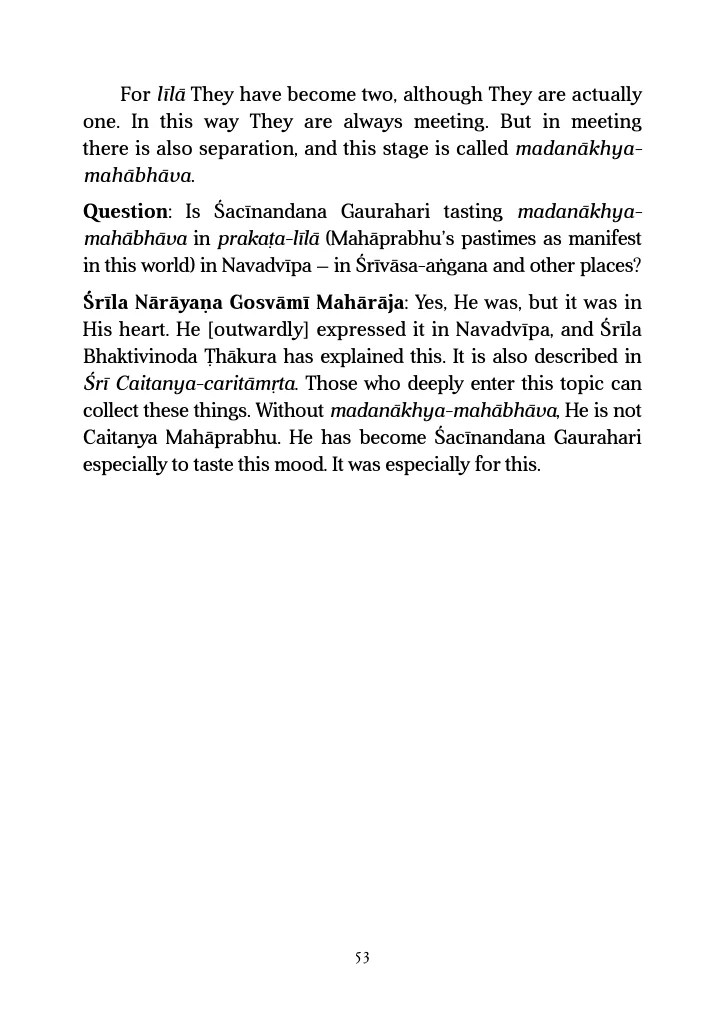 For līlā They have become two, although They are actually
one. In this way They are always meeting. But in meeting
there is also separation, and this stage is called madanākhya-
mahābhāva.
Question: Is Śacīnandana Gaurahari tasting madanākhya-
mahābhāva in prakaṭa-līlā (Mahāprabhu's pastimes as manifest
in this world) in Navadvīpa – in Śrīvāsa-aṅgana and other places?
Śrīla Nārāyaṇa Gosvāmī Mahārāja: Yes, He was, but it was in
His heart. He [outwardly] expressed it in Navadvīpa, and Śrīla
Bhaktivinoda Ṭhākura has explained this. It is also described in
Śrī Caitanya-caritāmṛta. Those who deeply enter this topic can
collect these things. Without madanākhya-mahābhāva, He is not
Caitanya Mahāprabhu. He has become Śacīnandana Gaurahari
especially to taste this mood. It was especially for this.
53